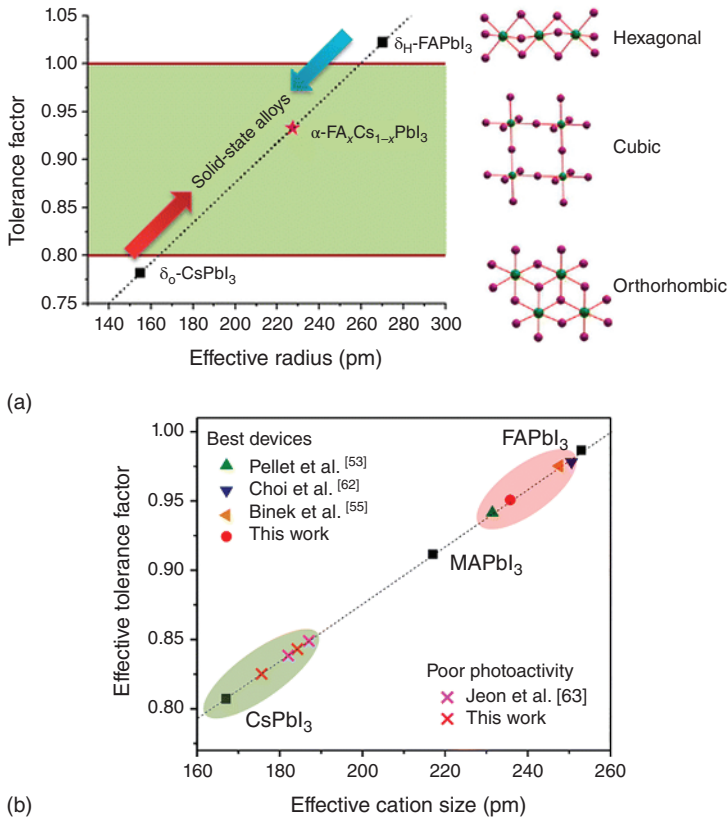 1.00
0.95
0.90
0.85
0.80
0.75
Tolerance factor
140 160 180 200 220 240 260 280 300
Effective radius (pm)
δH-FAPbI3
Solid-state alloys
α-FAxCs1−xPbI3
δo-CsPbI3
Hexagonal
Cubic
Orthorhombic
(a)
1.00
0.95
0.90
0.85
0.80
Effective tolerance factor
Best devices
Pellet et al. [53]
Choi et al. [62]
Binek et al. [55]
This work
FAPbI3
MAPbI3
CsPbI3
Poor photoactivity
Jeon et al. [63]
This work
160 180 200 220 240 260
Effective cation size (pm)
(b)